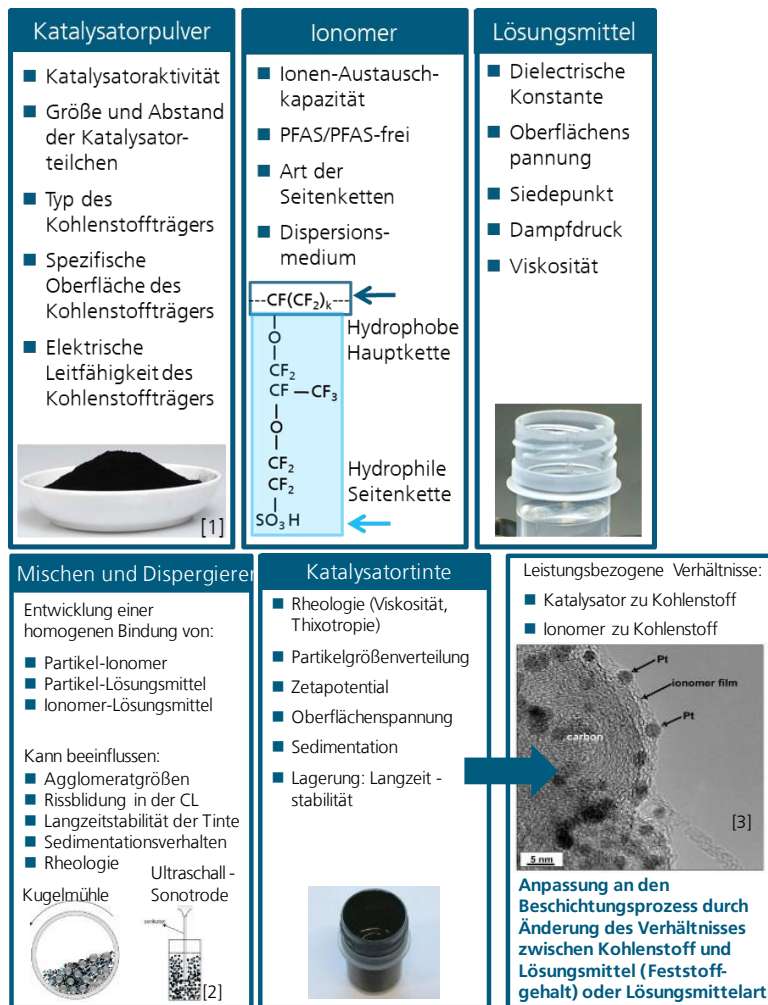 Katalysatorpulver
■ Katalysatoraktivität
■ Größe und Abstand
der Katalysator-
teilchen
■ Typ des
Kohlenstoffträgers
■ Spezifische
Oberfläche des
Kohlenstoffträgers
■ Elektrische
Leitfähigkeit des
Kohlenstoffträgers
[1]
Ionomer
■ Ionen-Austausch-
kapazität
■ PFAS/PFAS-frei
■ Art der
Seitenketten
■ Dispersions-
medium
---CF(CF₂)ₖ---
O
CF₂
CF — CF₃
O
CF₂
CF₂
SO₃H
Hydrophobe
Hauptkette
Hydrophile
Seitenkette
Lösungsmittel
■ Dielectrische
Konstante
■ Oberflächens
pannung
■ Siedepunkt
■ Dampfdruck
■ Viskosität
Mischen und Dispergieren
Entwicklung einer
homogenen Bindung von:
■ Partikel-Ionomer
■ Partikel-Lösungsmittel
■ Ionomer-Lösungsmittel
Kann beeinflussen:
■ Agglomeratgrößen
■ Rissblidung in der CL
■ Langzeitstabilität der Tinte
■ Sedimentationsverhalten
■ Rheologie
Kugelmühle
Ultraschall -
Sonotrode
[2]
Katalysatortinte
■ Rheologie (Viskosität,
Thixotropie)
■ Partikelgrößenverteilung
■ Zetapotential
■ Oberflächenspannung
■ Sedimentation
■ Lagerung: Langzeit -
stabilität
Leistungsbezogene Verhältnisse:
■ Katalysator zu Kohlenstoff
■ Ionomer zu Kohlenstoff
Pt
ionomer film
Pt
carbon
[3]
5 nm
Anpassung an den
Beschichtungsprozess durch
Änderung des Verhältnisses
zwischen Kohlenstoff und
Lösungsmittel (Feststoff-
gehalt) oder Lösungsmittelart